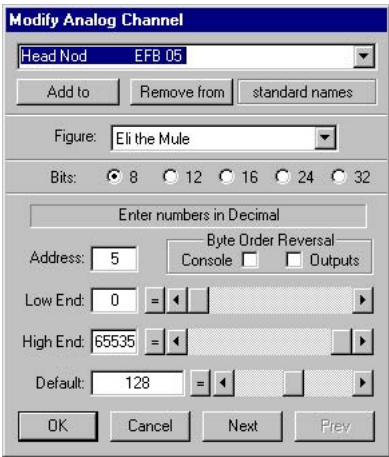 Modify Analog Channel
Head Nod EFB 05
Add to Remove from standard names
Figure: Eli the Mule
Bits: 8 12 16 24 32
Enter numbers in Decimal
Byte Order Reversal
Address: 5 Console Outputs
Low End: 0 =
High End: 65535 =
Default: 128 =
OK Cancel Next Prev